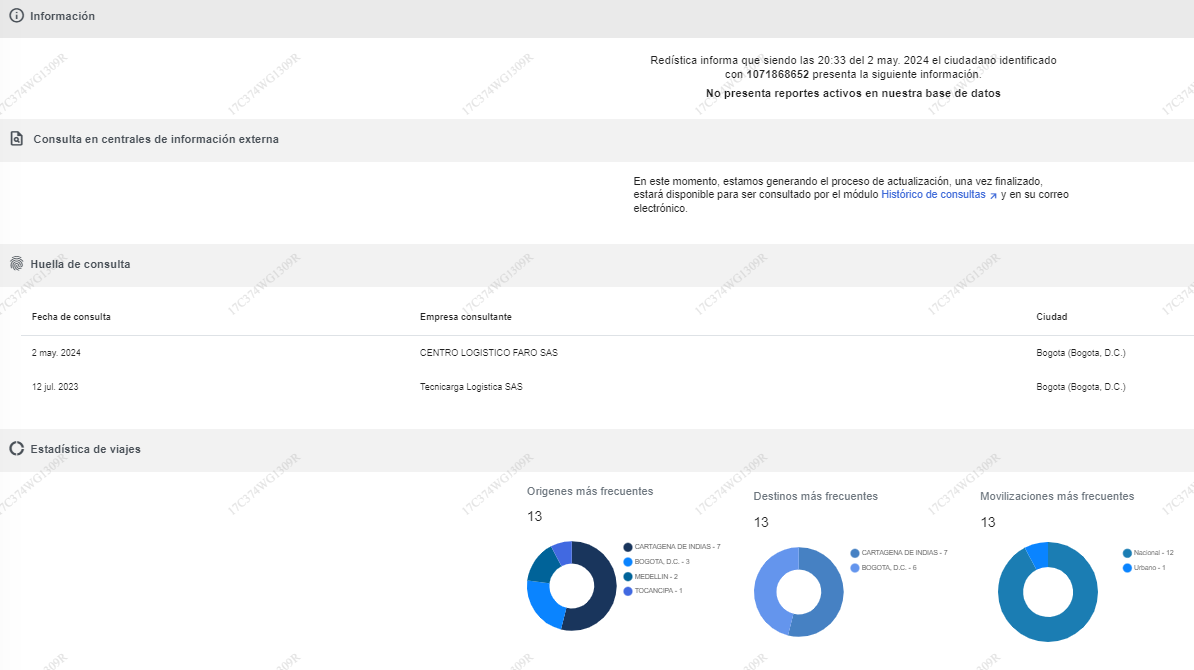 Información
Redística informa que siendo las 20:33 del 2 may. 2024 el ciudadano identificado
con 1071868652 presenta la siguiente información.
No presenta reportes activos en nuestra base de datos
Consulta en centrales de información externa
En este momento, estamos generando el proceso de actualización, una vez finalizado,
estará disponible para ser consultado por el módulo Histórico de consultas y en su correo
electrónico.
Huella de consulta
Fecha de consulta Empresa consultante Ciudad
2 may. 2024 CENTRO LOGISTICO FARO SAS Bogota (Bogota, D.C.)
12 jul. 2023 Tecnicarga Logistica SAS Bogota (Bogota, D.C.)
Estadística de viajes
Origenes más frecuentes
13
CARTAGENA DE INDIAS - 7
BOGOTA, D.C. - 3
MEDELLIN - 2
TOCANCIPA - 1
Destinos más frecuentes
13
CARTAGENA DE INDIAS - 7
BOGOTA, D.C. - 6
Movilizaciones más frecuentes
13
Nacional - 12
Urbano - 1
17C374WG1309R